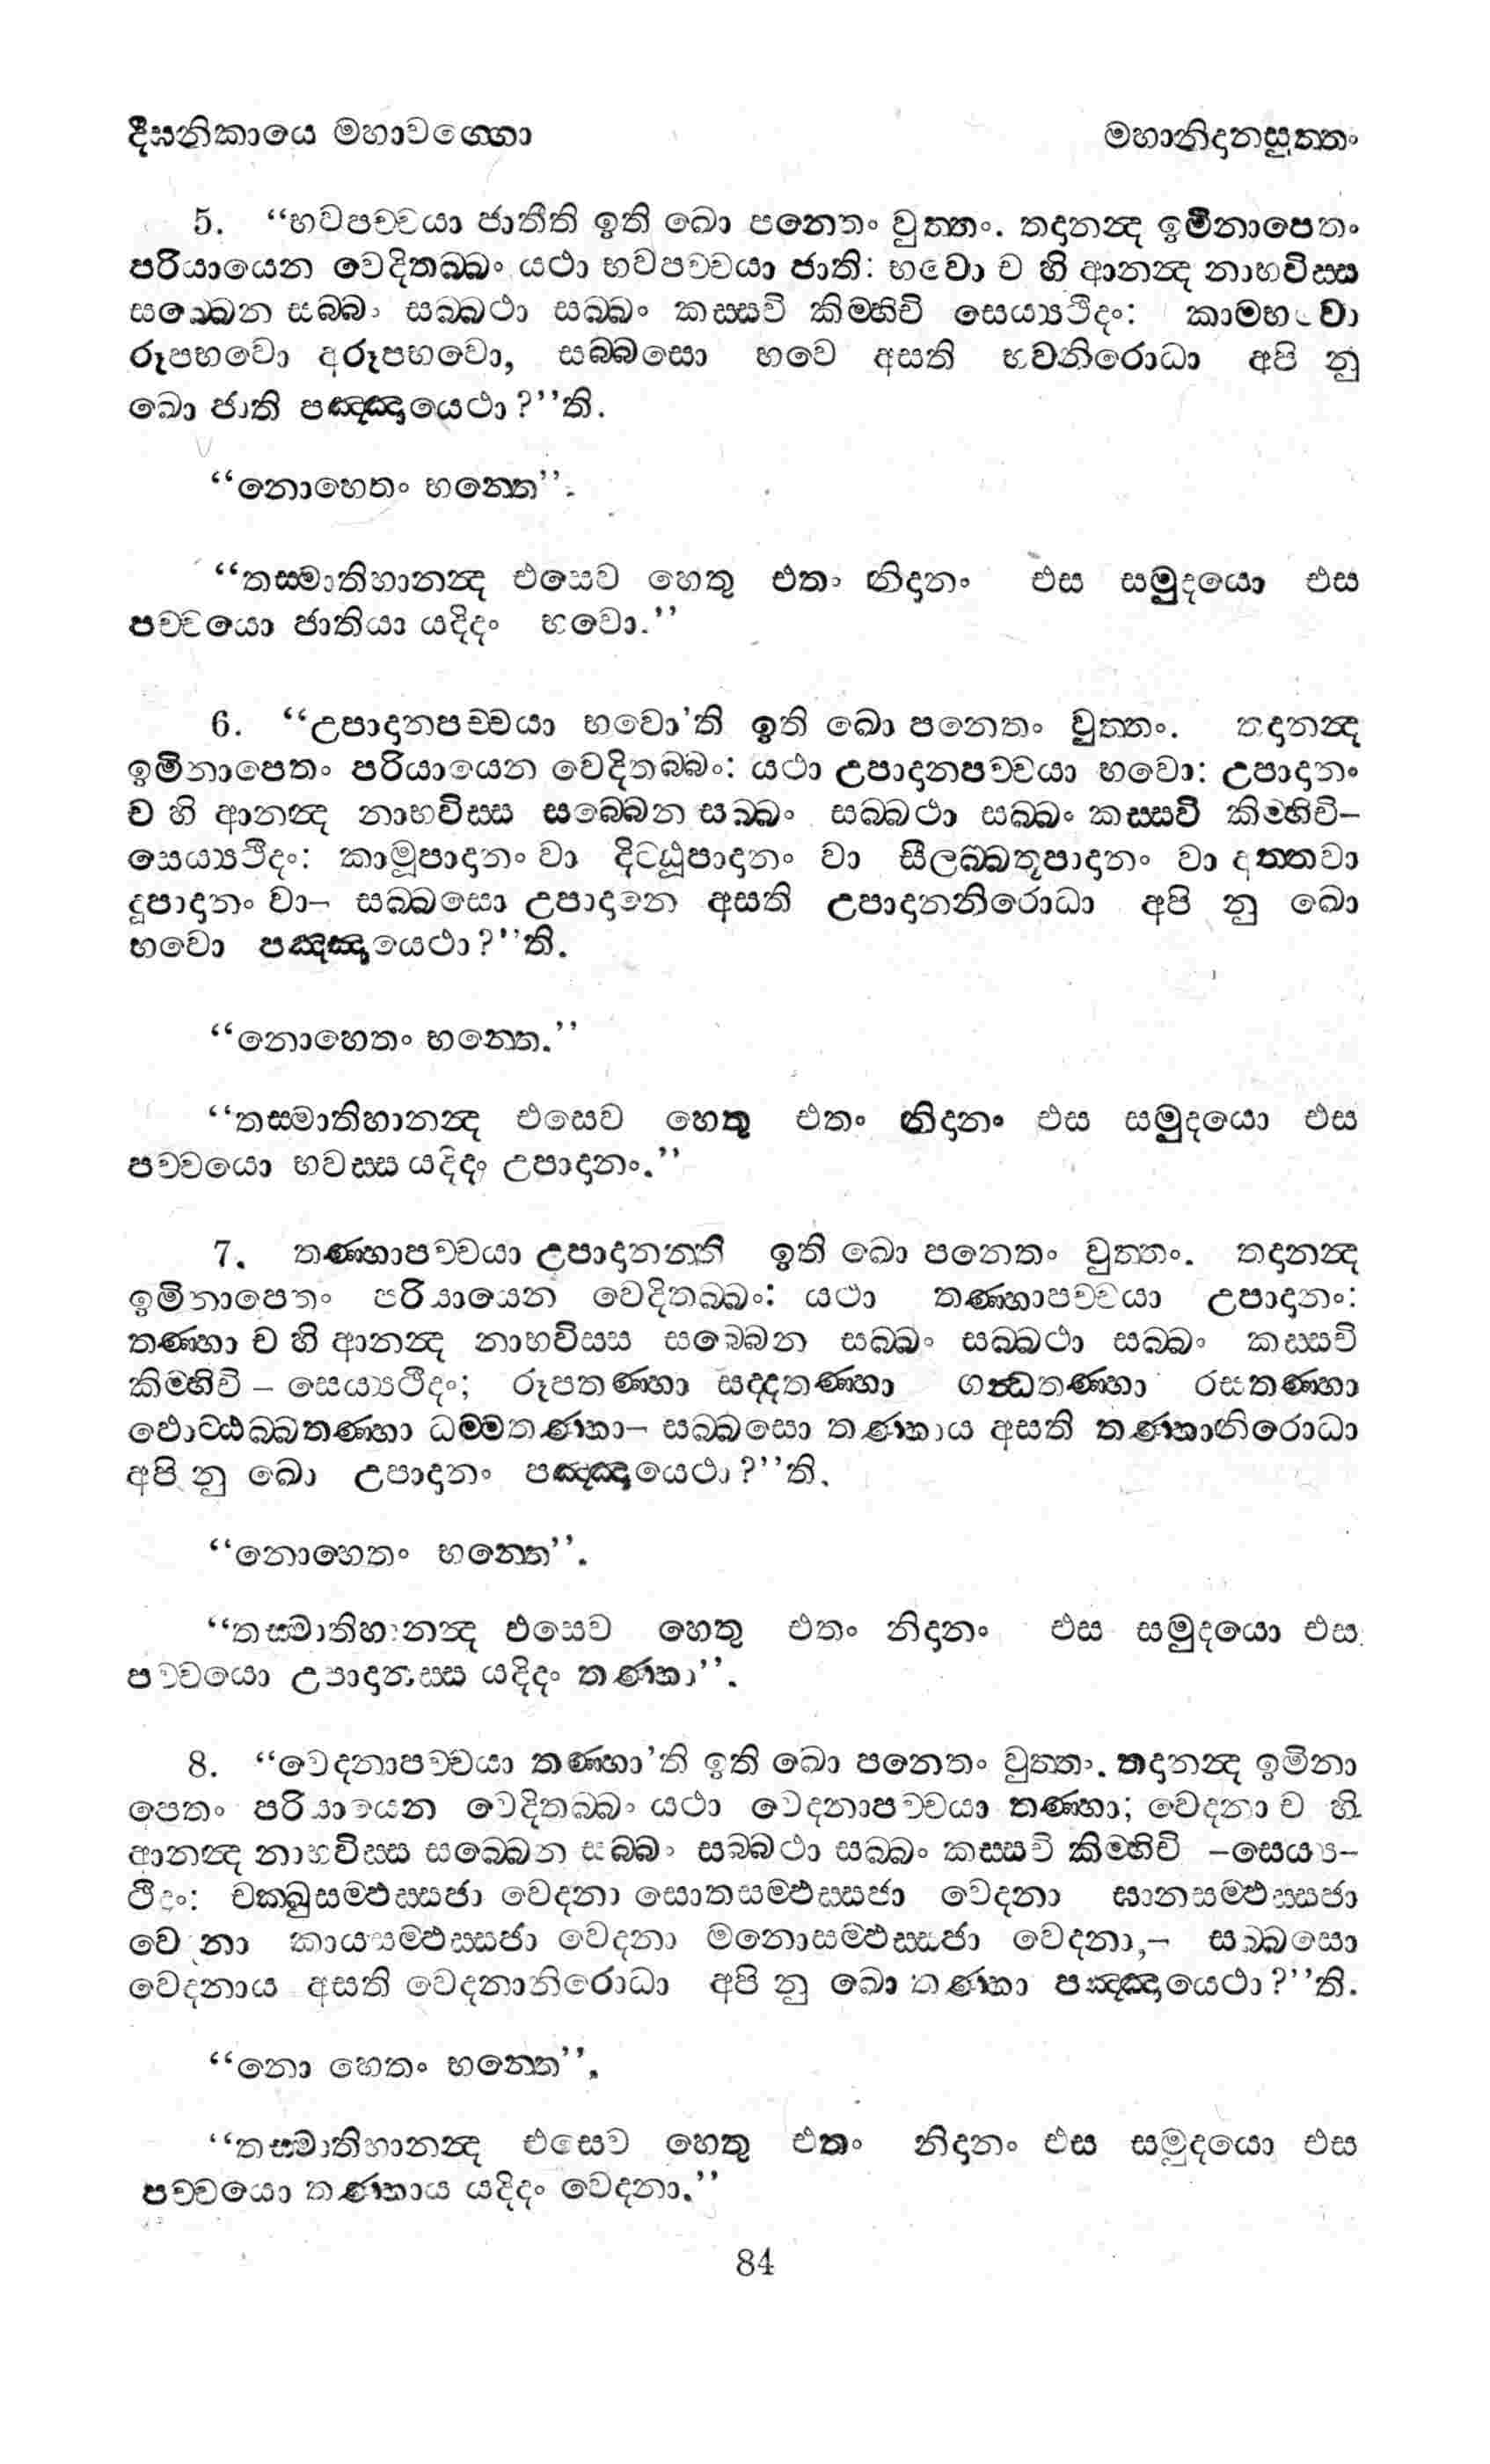 දීඝනිකායෙ මහාවග්ගො
මහානිදානසුත්තං
5. “භවපච්චයා ජාතීති ඉති ඛො පනෙතං වුත්තං. තදානන්ද ඉමිනාපෙතං
පරියායෙන වෙදිතබ්බං යථා භවපච්චයා ජාති: භවො ච හි ආනන්ද නාභවිස්ස
සබ්බෙන සබ්බං සබ්බථා සබ්බං කස්සචි කිම්හිචි සෙය්‍යථිදං: කාමභවො
රූපභවො අරූපභවො, සබ්බසො භවෙ අසති භවනිරොධා අපි නු
ඛො ජාති පඤ්ඤායෙථා?”ති.
“නොහෙතං භන්තෙ”.
“තස්මාතිහානන්ද එසෙව හෙතු එතං නිදානං එස සමුදයො එස
පච්චයො ජාතියා යදිදං භවො.”
6. “උපාදානපච්චයා භවො’ති ඉති ඛො පනෙතං වුත්තං. තදානන්ද
ඉමිනාපෙතං පරියායෙන වෙදිතබ්බං: යථා උපාදානපච්චයා භවො: උපාදානං
ච හි ආනන්ද නාභවිස්ස සබ්බෙන සබ්බං සබ්බථා සබ්බං කස්සචි කිම්හිචි–
සෙය්‍යථිදං: කාමූපාදානං වා දිට්ඨූපාදානං වා සීලබ්බතූපාදානං වා අත්තවා
දූපාදානං වා– සබ්බසො උපාදානෙ අසති උපාදානනිරොධා අපි නු ඛො
භවො පඤ්ඤායෙථා?”ති.
“නොහෙතං භන්තෙ.”
“තස්මාතිහානන්ද එසෙව හෙතු එතං නිදානං එස සමුදයො එස
පච්චයො භවස්ස යදිදං උපාදානං.”
7. තණ්හාපච්චයා උපාදානන්ති ඉති ඛො පනෙතං වුත්තං. තදානන්ද
ඉමිනාපෙතං පරියායෙන වෙදිතබ්බං: යථා තණ්හාපච්චයා උපාදානං:
තණ්හා ච හි ආනන්ද නාභවිස්ස සබ්බෙන සබ්බං සබ්බථා සබ්බං කස්සචි
කිම්හිචි – සෙය්‍යථිදං; රූපතණ්හා සද්දතණ්හා ගන්ධතණ්හා රසතණ්හා
ඵොට්ඨබ්බතණ්හා ධම්මතණ්හා– සබ්බසො තණ්හාය අසති තණ්හානිරොධා
අපි නු ඛො උපාදානං පඤ්ඤායෙථා?”ති.
“නොහෙතං භන්තෙ”.
“තස්මාතිහානන්ද එසෙව හෙතු එතං නිදානං එස සමුදයො එස
පච්චයො උපාදානස්ස යදිදං තණ්හා”.
8. “වෙදනාපච්චයා තණ්හා’ති ඉති ඛො පනෙතං වුත්තං. තදානන්ද ඉමිනා
පෙතං පරියායෙන වෙදිතබ්බං යථා වෙදනාපච්චයා තණ්හා; වෙදනා ච හි
ආනන්ද නාභවිස්ස සබ්බෙන සබ්බං සබ්බථා සබ්බං කස්සචි කිම්හිචි –සෙය්‍ය–
ථිදං: චක්ඛුසම්ඵස්සජා වෙදනා සොතසම්ඵස්සජා වෙදනා ඝානසම්ඵස්සජා
වෙදනා කායසම්ඵස්සජා වෙදනා මනොසම්ඵස්සජා වෙදනා,– සබ්බසො
වෙදනාය අසති වෙදනානිරොධා අපි නු ඛො තණ්හා පඤ්ඤායෙථා?”ති.
“නො හෙතං භන්තෙ”.
“තස්මාතිහානන්ද එසෙව හෙතු එතං නිදානං එස සමුදයො එස
පච්චයො තණ්හාය යදිදං වෙදනා.”
84